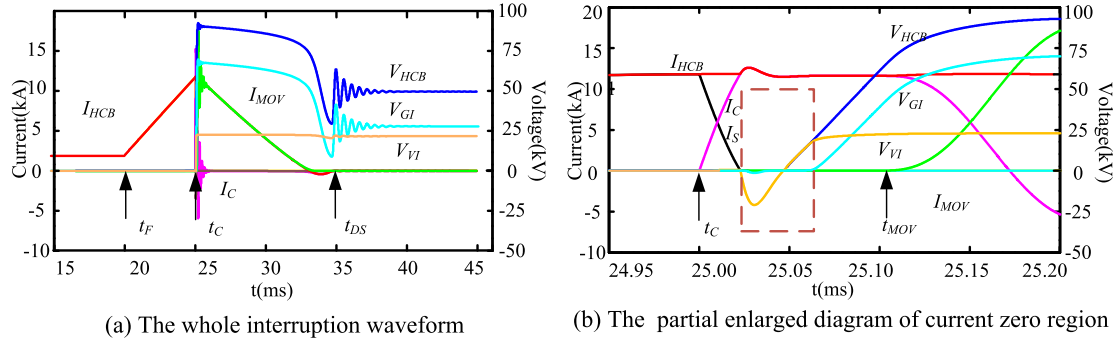 20
100
15
75
10
50
5
25
0
0
-5
-25
-10
-50
Current(kA)
Voltage(kV)
I_HCB
I_MOV
V_HCB
V_GI
V_VI
I_C
t_F
t_C
t_DS
15 20 25 30 35 40 45
t(ms)
(a) The whole interruption waveform
20
100
15
75
10
50
5
25
0
0
-5
-25
-10
-50
Current(kA)
Voltage(kV)
I_HCB
V_HCB
I_C
V_GI
I_S
V_VI
I_MOV
t_C
t_MOV
24.95 25.00 25.05 25.10 25.15 25.20
t(ms)
(b) The partial enlarged diagram of current zero region